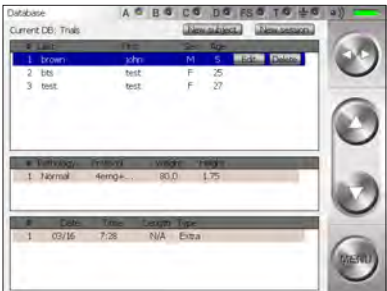 Database A B C D FS T
Current DB: Trials New subject New session
# Last First Sex Age
1 brown john M S Edit Delete
2 bts test F 25
3 test test F 27
# Pathology Protocol Weight Height
1 Normal 4emg+... 80,0 1.75
# Date Time Length Type
1 03/16 7:28 N/A Extra
MENU